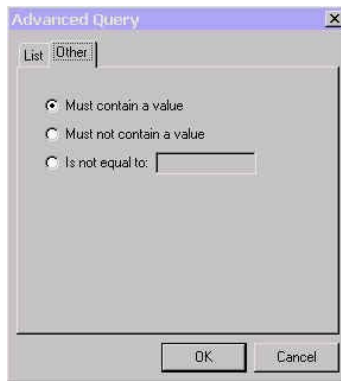 Advanced Query
List Other
Must contain a value
Must not contain a value
Is not equal to:
OK Cancel